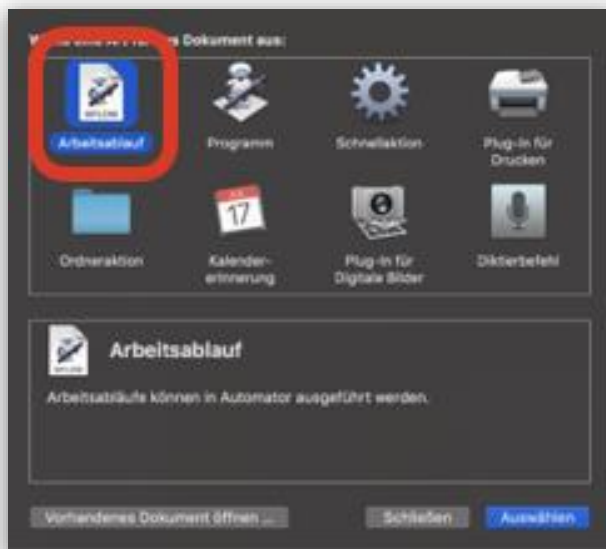 es Dokument aus:
Arbeitsablauf
Programm
Schnellaktion
Plug-In für
Drucken
17
Ordneraktion
Kalender-
erinnerung
Plug-In für
Digitale Bilder
Diktierbefehl
Arbeitsablauf
Arbeitsabläufe können in Automator ausgeführt werden.
Vorhandenes Dokument öffnen ...
Schließen
Auswählen